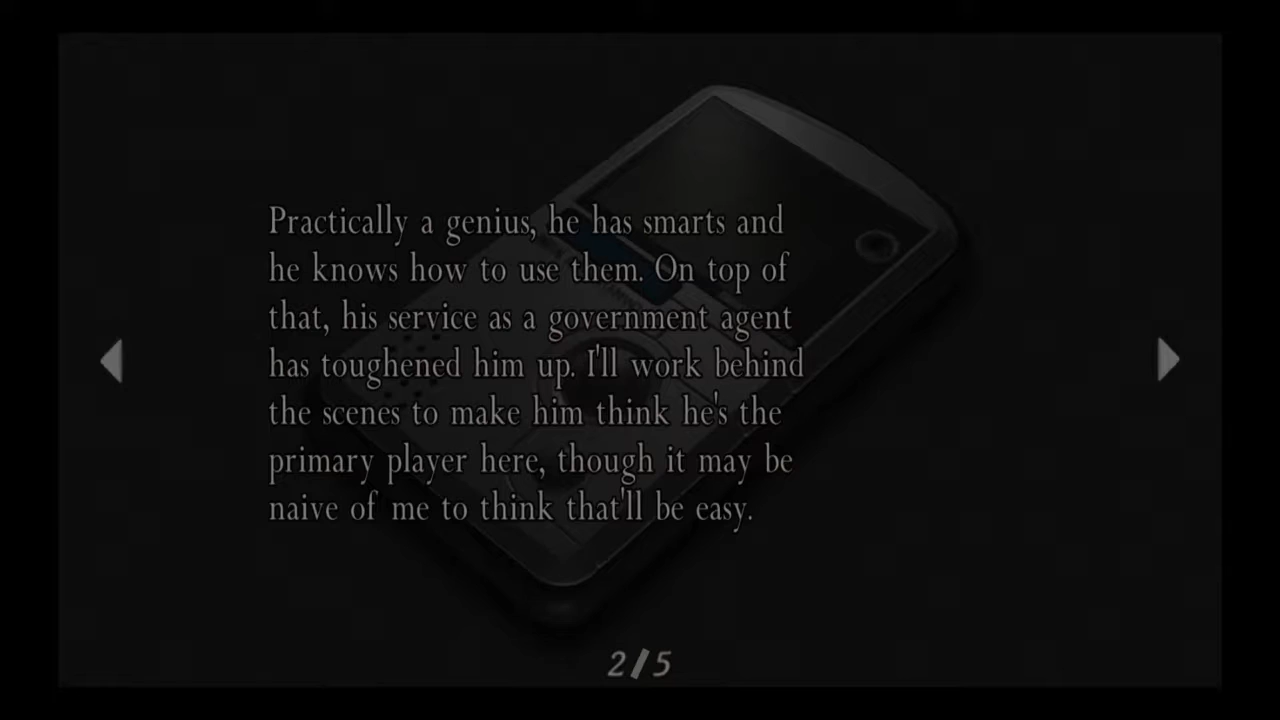 Practically a genius, he has smarts and
he knows how to use them. On top of
that, his service as a government agent
has toughened him up. I'll work behind
the scenes to make him think he's the
primary player here, though it may be
naive of me to think that'll be easy.
2/5